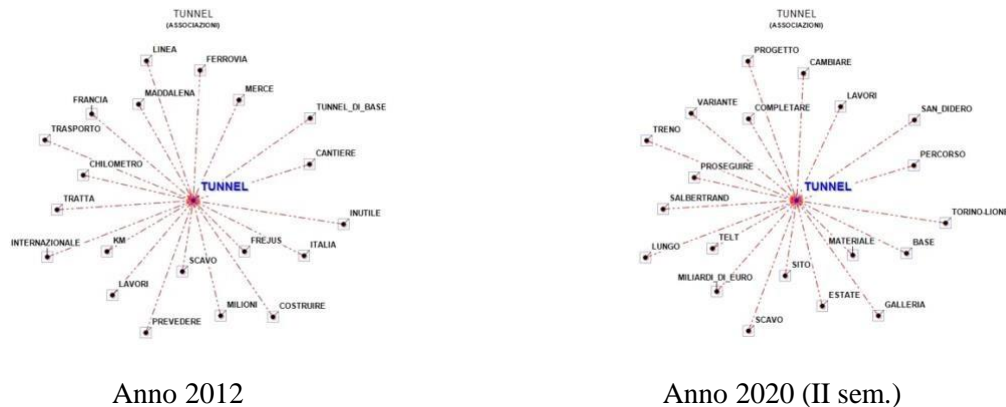 TUNNEL
(ASSOCIAZIONI)
LINEA
FERROVIA
MADDALENA
MERCE
FRANCIA
TUNNEL_DI_BASE
TRASPORTO
CANTIERE
CHILOMETRO
TUNNEL
TRATTA
INUTILE
INTERNAZIONALE
KM
FREJUS
ITALIA
SCAVO
LAVORI
MILIONI
COSTRUIRE
PREVEDERE
Anno 2012
TUNNEL
(ASSOCIAZIONI)
PROGETTO
CAMBIARE
VARIANTE
COMPLETARE
LAVORI
SAN_DIDERO
TRENO
PERCORSO
PROSEGUIRE
TUNNEL
SALBERTRAND
TORINO-LIONE
LUNGO
TELT
MATERIALE
BASE
MILIARDI_DI_EURO
SITO
ESTATE
GALLERIA
SCAVO
Anno 2020 (II sem.)